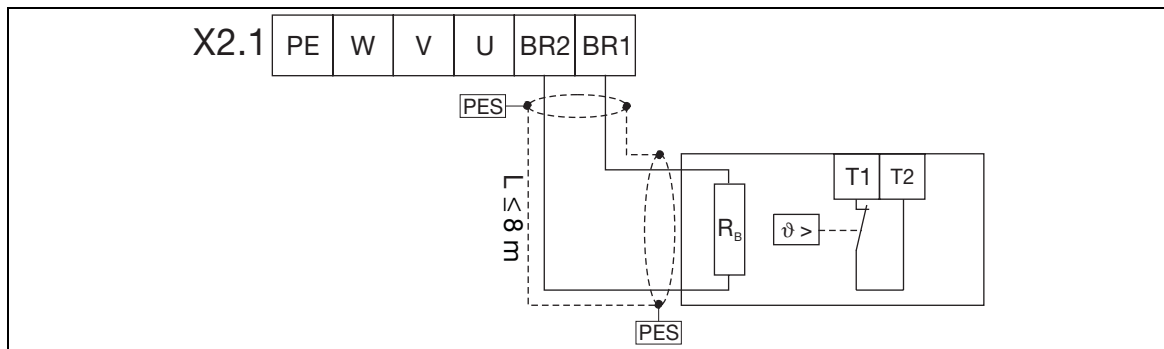 X2.1 PE W V U BR2 BR1
PES
L ≤ 8 m
T1 T2
R_B
ϑ >
PES